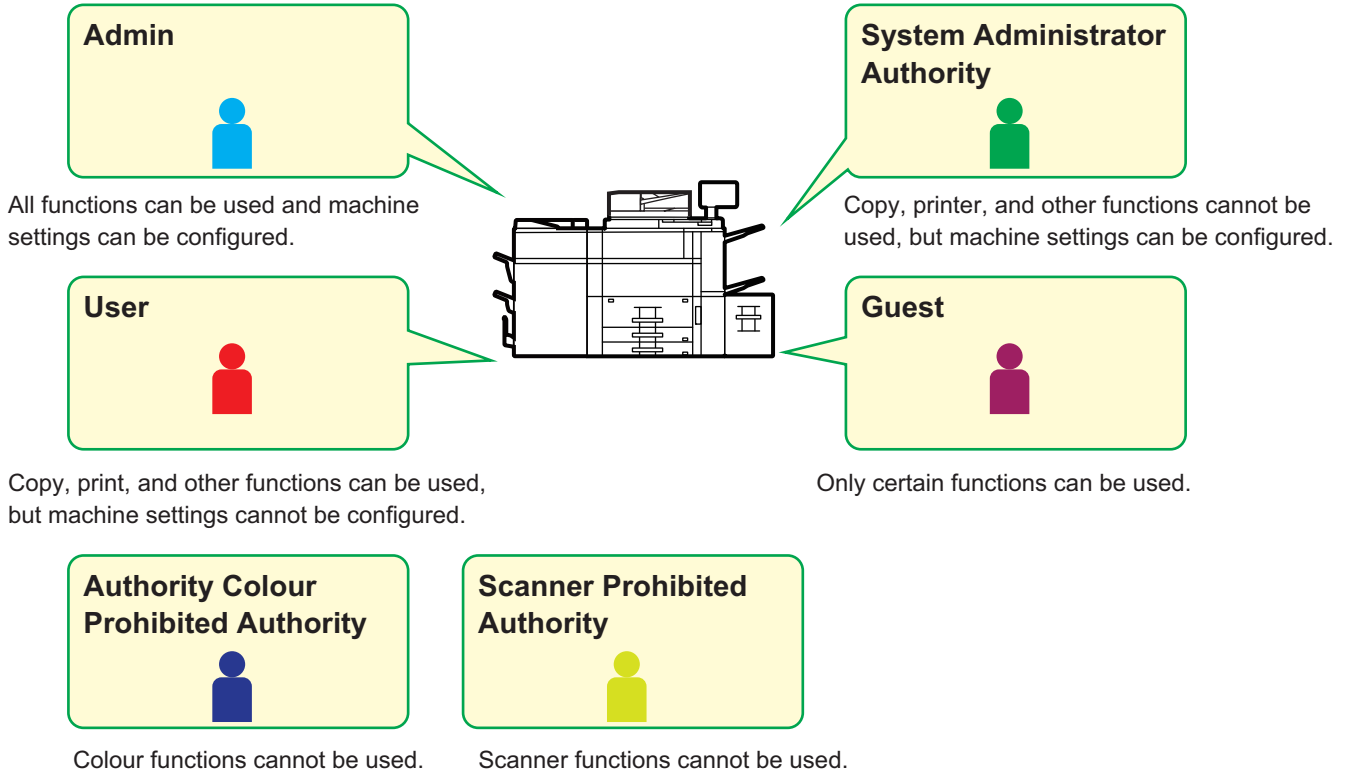 Admin
All functions can be used and machine
settings can be configured.
System Administrator
Authority
Copy, printer, and other functions cannot be
used, but machine settings can be configured.
User
Copy, print, and other functions can be used,
but machine settings cannot be configured.
Guest
Only certain functions can be used.
Authority Colour
Prohibited Authority
Colour functions cannot be used.
Scanner Prohibited
Authority
Scanner functions cannot be used.